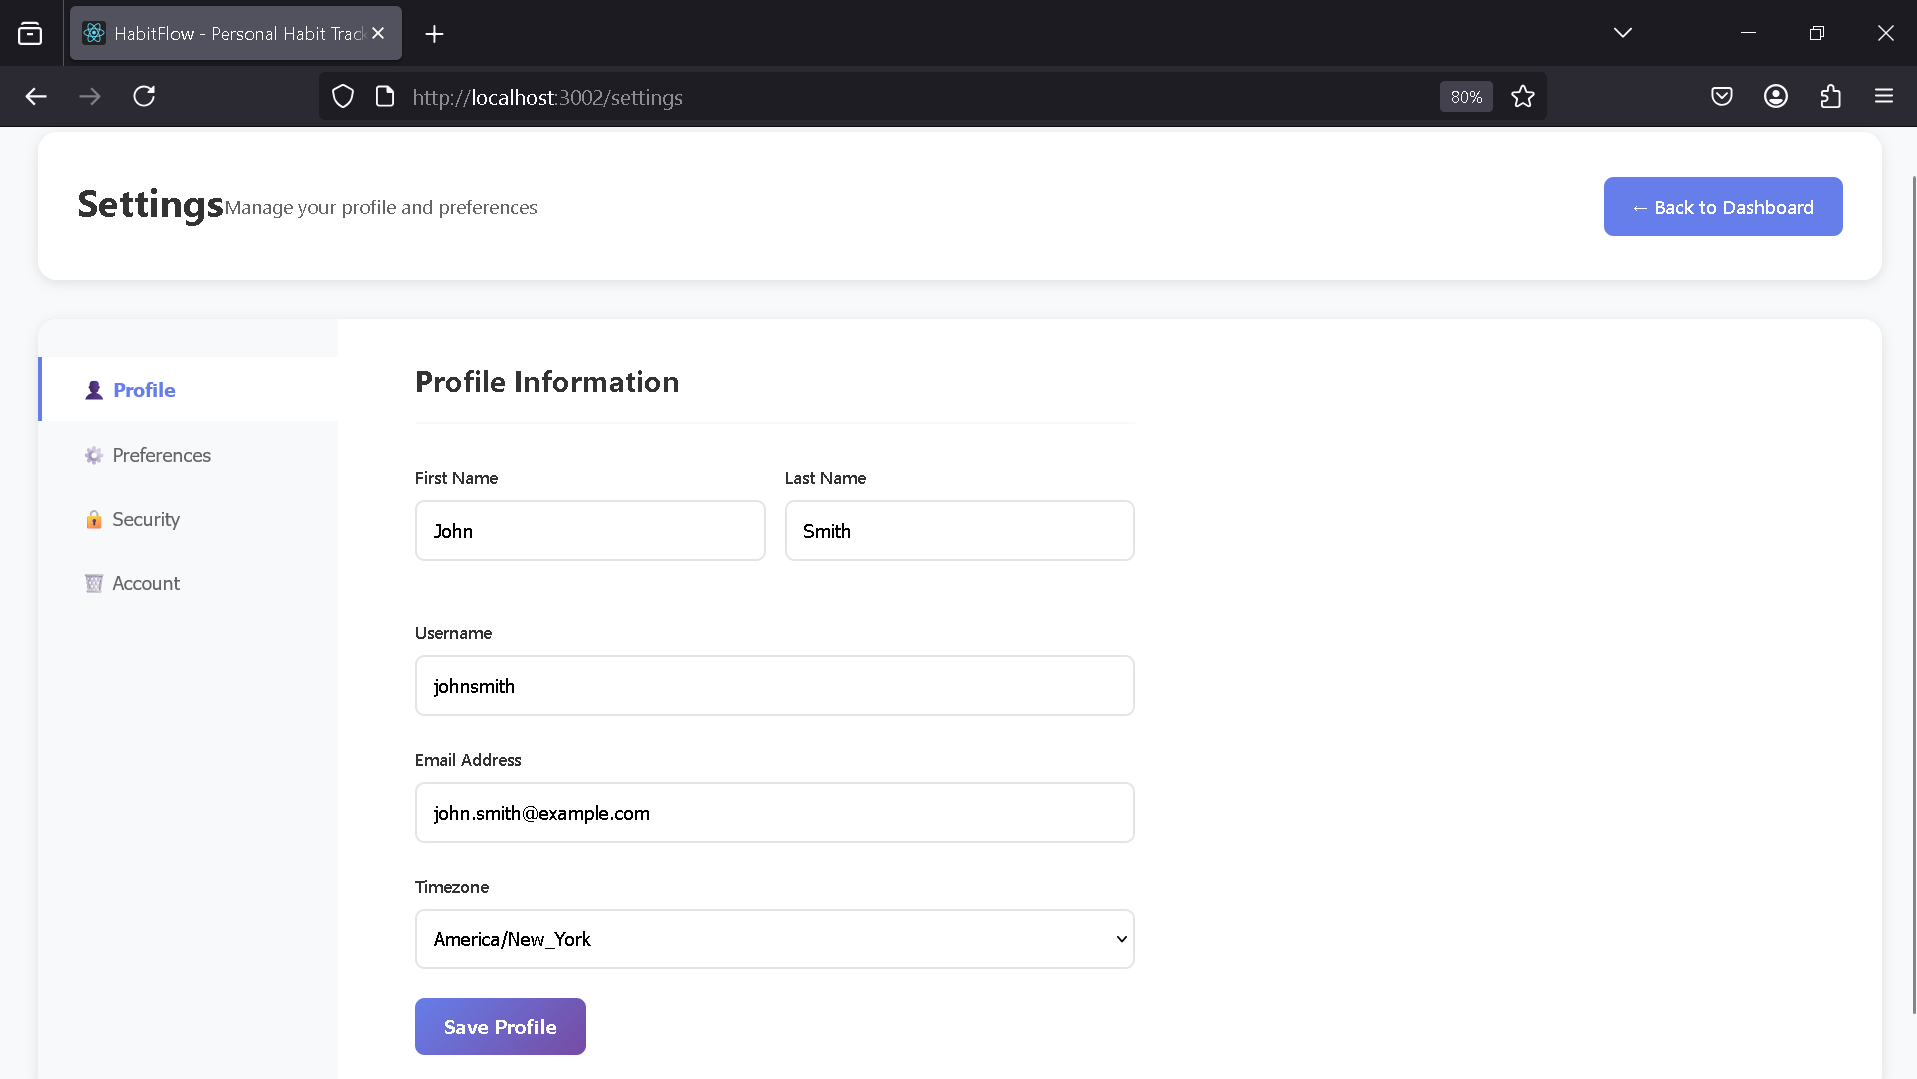 HabitFlow - Personal Habit Trac
http://localhost:3002/settings
80%
Settings
Manage your profile and preferences
← Back to Dashboard
Profile
Preferences
Security
Account
Profile Information
First Name
Last Name
John
Smith
Username
johnsmith
Email Address
john.smith@example.com
Timezone
America/New_York
Save Profile